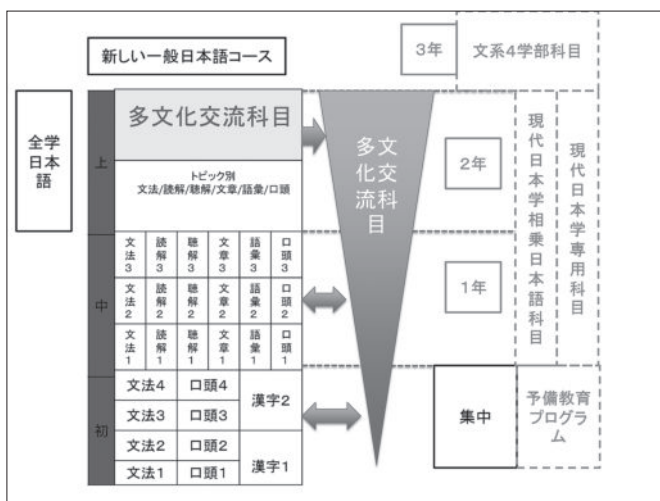 新しい一般日本語コース
3年
文系4学部科目
全学
日本
語
上
多文化交流科目
トピック別
文法/読解/聴解/文章/語彙/口頭
多文化交流科目
2年
現代日本学相乗日本語科目
現代日本学専用科目
中
文法3
読解3
聴解3
文章3
語彙3
口頭3
文法2
読解2
聴解2
文章2
語彙2
口頭2
文法1
読解1
聴解1
文章1
語彙1
口頭1
1年
初
文法4
口頭4
漢字2
文法3
口頭3
文法2
口頭2
漢字1
文法1
口頭1
集中
予備教育
プログラ
ム